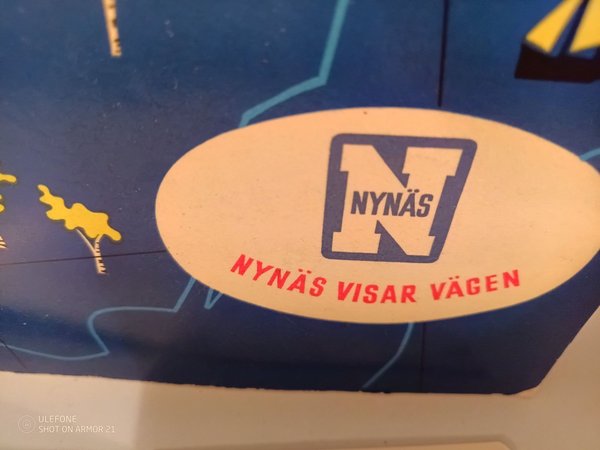 NYNÄS
NYNÄS VISAR VÄGEN
ULEFONE
SHOT ON ARMOR 21